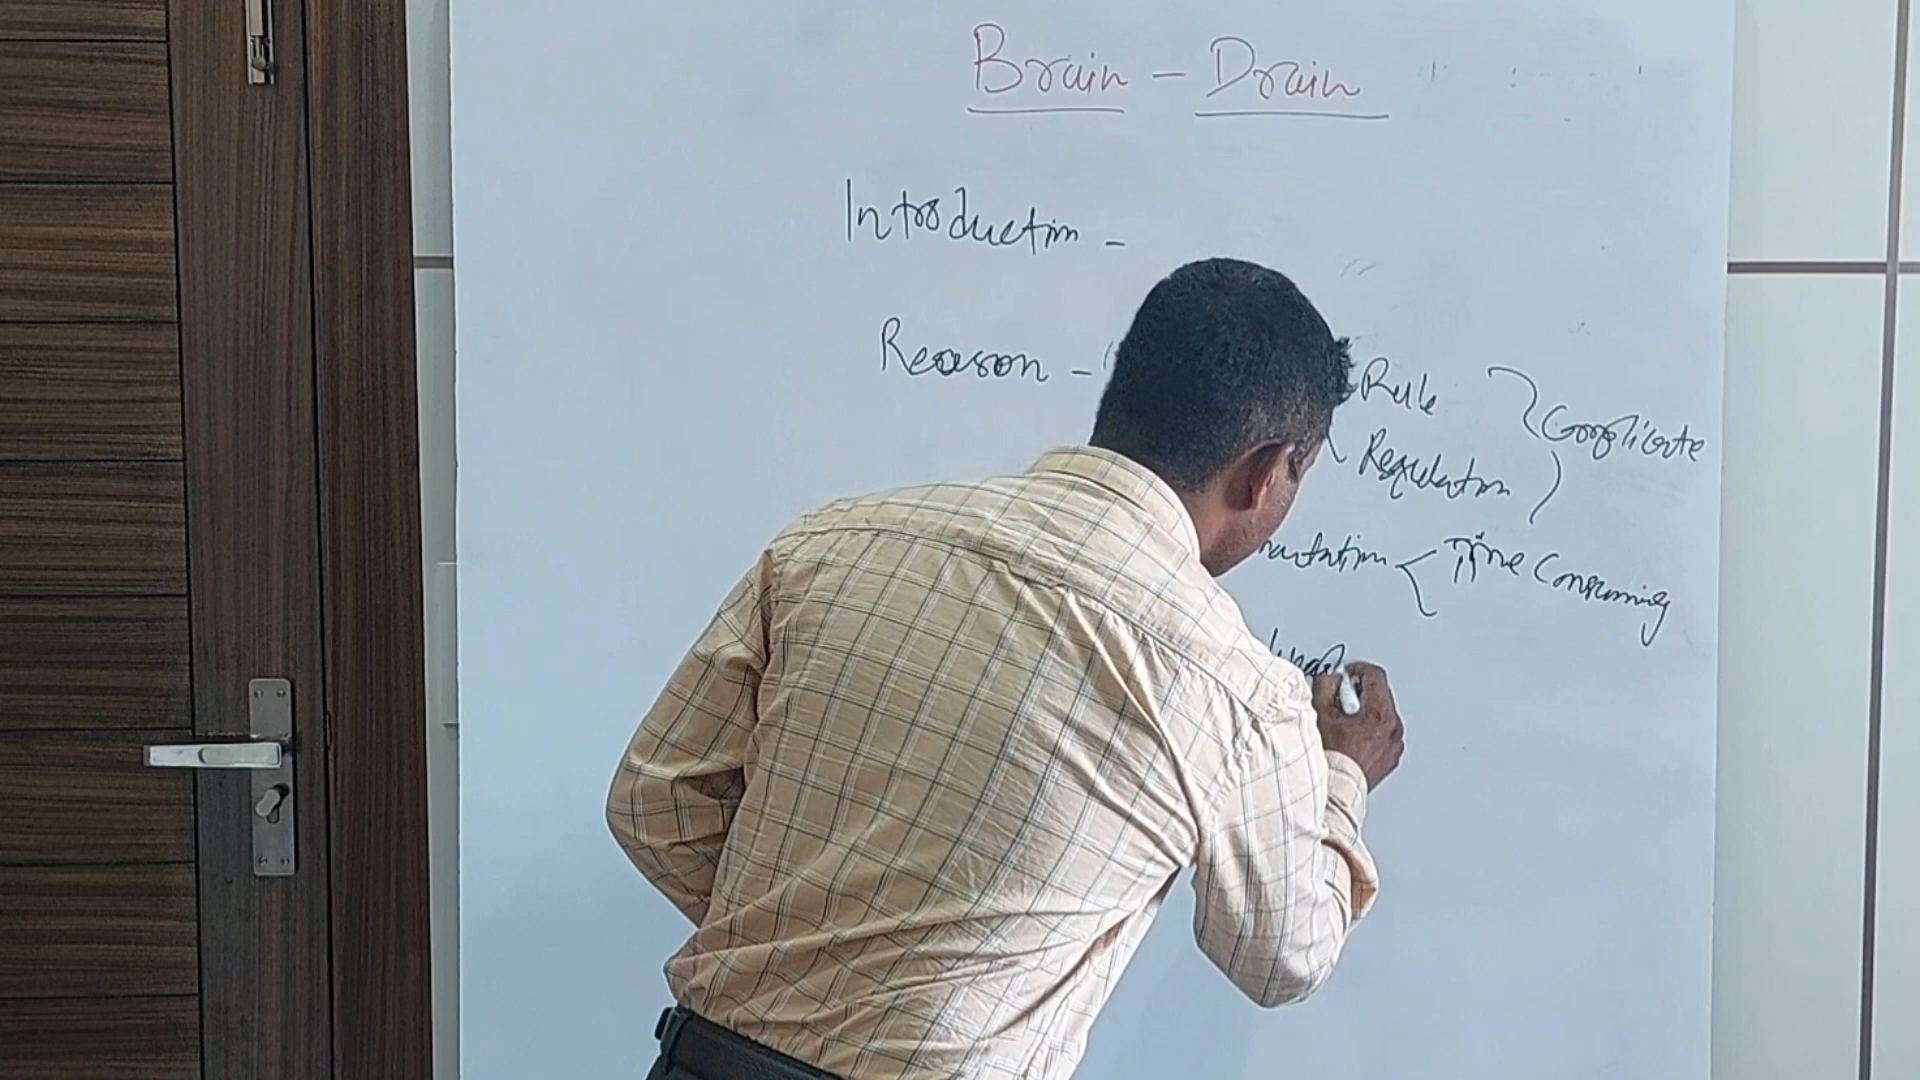 Brain - Drain
Introduction -
Reason -
Rule
Regulation
Complicate
Time Consuming